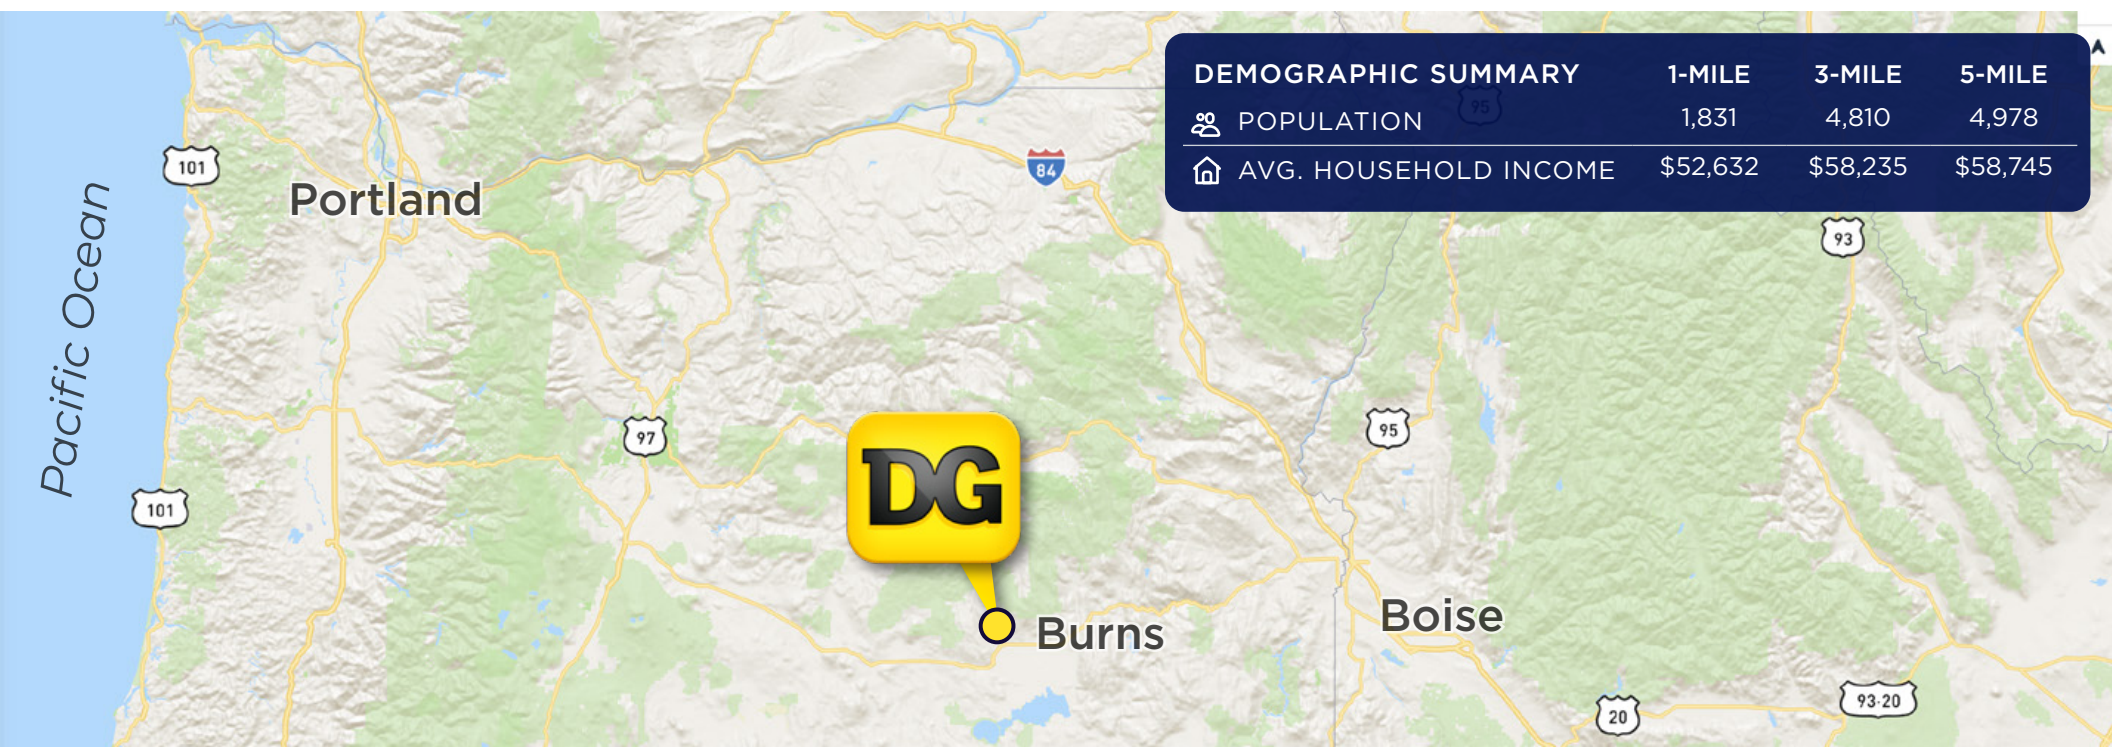 DEMOGRAPHIC SUMMARY 1-MILE 3-MILE 5-MILE
POPULATION 1,831 4,810 4,978
AVG. HOUSEHOLD INCOME $52,632 $58,235 $58,745
95
101
84
Portland
Pacific Ocean
93
97
95
DG
101
Burns
Boise
93-20
20